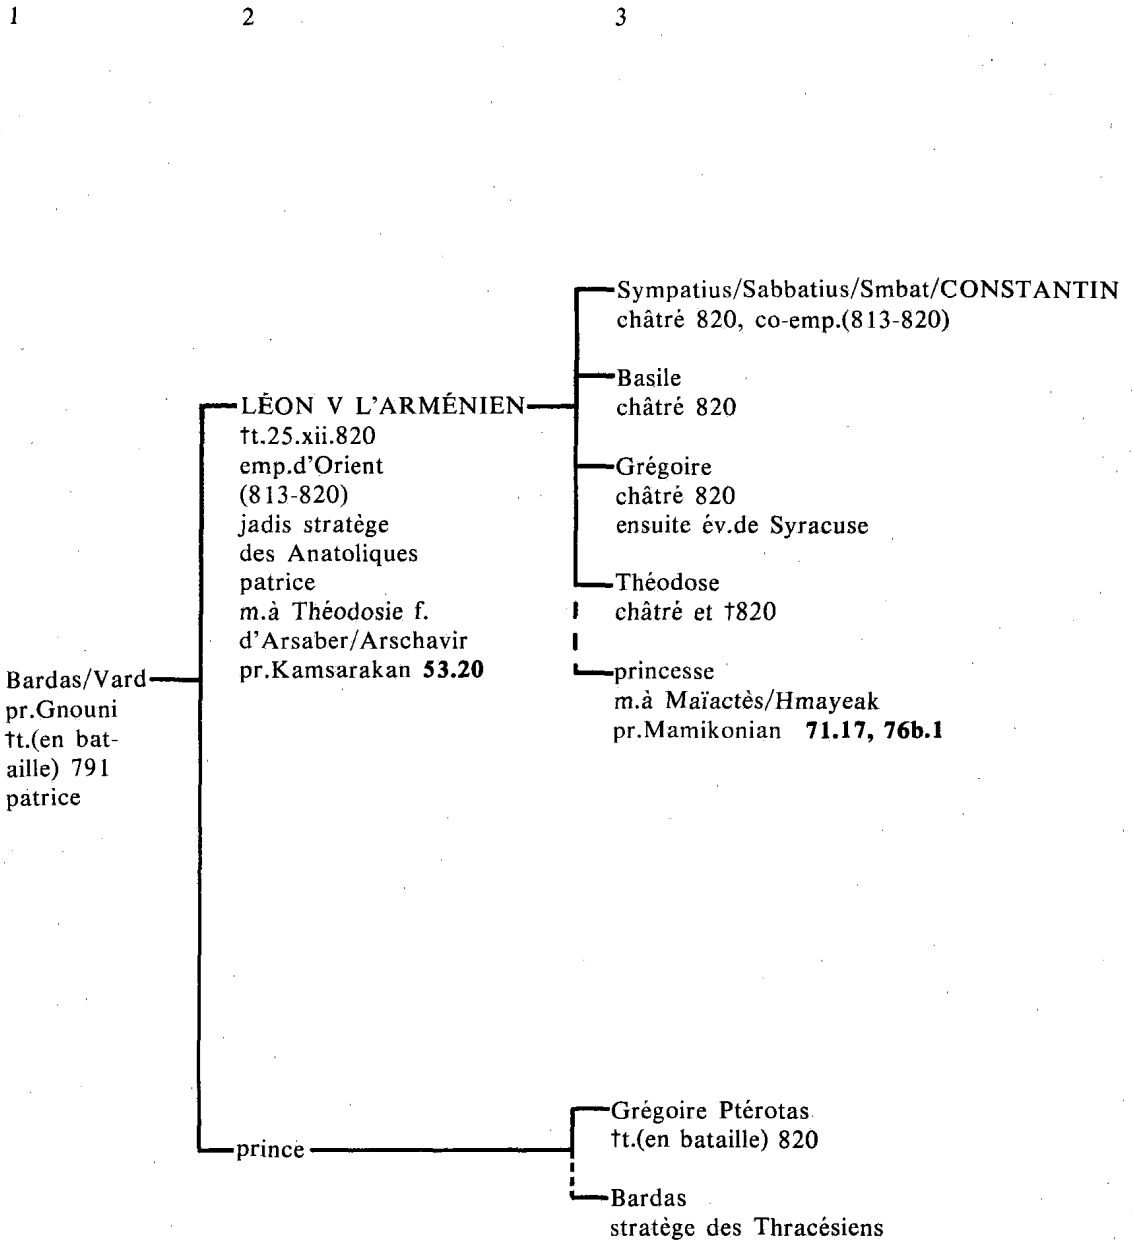 1
2
3
Sympatius/Sabbatius/Smbat/CONSTANTIN
châtré 820, co-emp.(813-820)
Basile
châtré 820
LÉON V L'ARMÉNIEN
†t.25.xii.820
emp.d'Orient
(813-820)
jadis stratège
des Anatoliques
patrice
m.à Théodosie f.
d'Arsaber/Arschavir
pr.Kamsarakan 53.20
Grégoire
châtré 820
ensuite év.de Syracuse
Théodose
châtré et †820
princesse
m.à Maïactès/Hmayeak
pr.Mamikonian 71.17, 76b.1
Bardas/Vard
pr.Gnouni
†t.(en bat-
aille) 791
patrice
prince
Grégoire Ptérotas
†t.(en bataille) 820
Bardas
stratège des Thracésiens